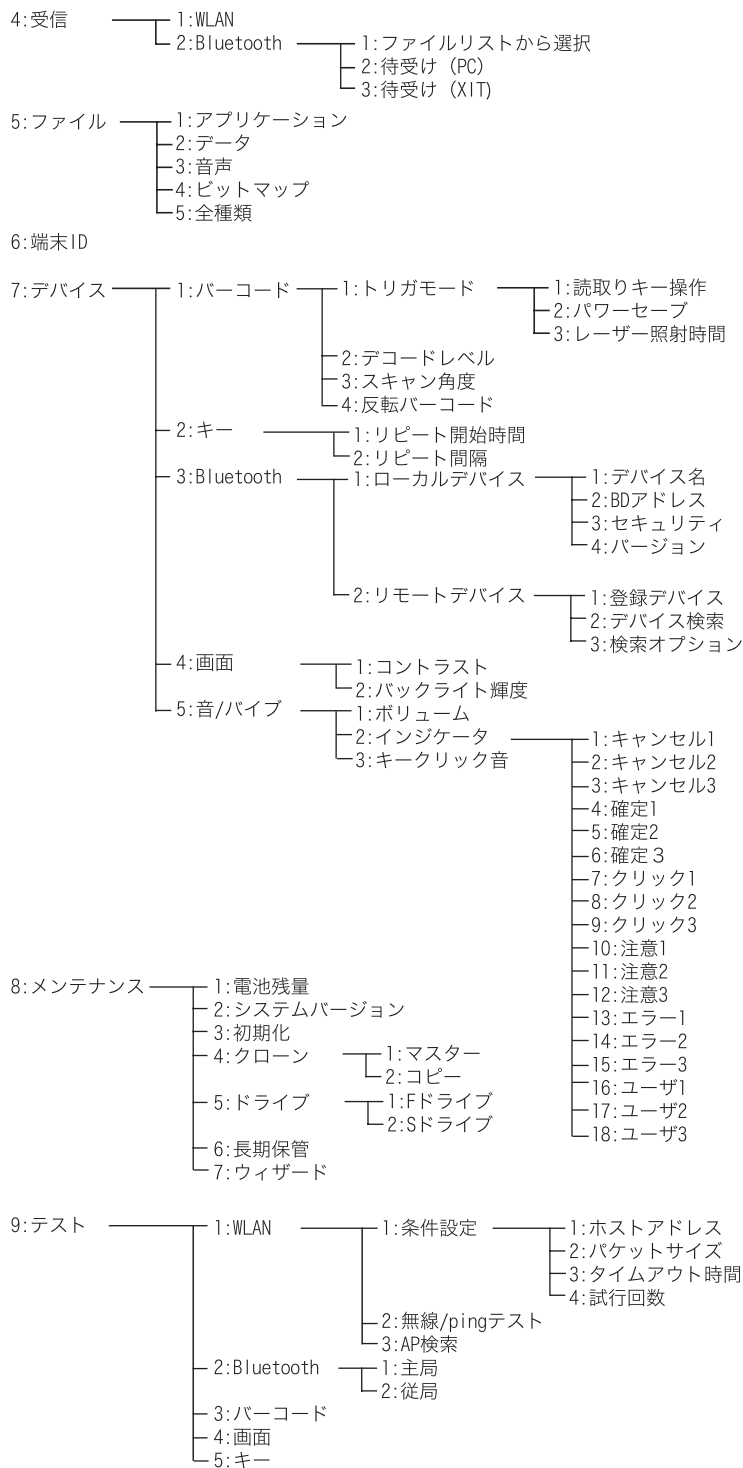 4:受信
1:WLAN
2:Bluetooth
1:ファイルリストから選択
2:待受け（PC）
3:待受け（XIT)
5:ファイル
1:アプリケーション
2:データ
3:音声
4:ビットマップ
5:全種類
6:端末ID
7:デバイス
1:バーコード
1:トリガモード
1:読取りキー操作
2:パワーセーブ
3:レーザー照射時間
2:デコードレベル
3:スキャン角度
4:反転バーコード
2:キー
1:リピート開始時間
2:リピート間隔
3:Bluetooth
1:ローカルデバイス
1:デバイス名
2:BDアドレス
3:セキュリティ
4:バージョン
2:リモートデバイス
1:登録デバイス
2:デバイス検索
3:検索オプション
4:画面
1:コントラスト
2:バックライト輝度
5:音/バイブ
1:ボリューム
2:インジケータ
1:キャンセル1
2:キャンセル2
3:キャンセル3
4:確定1
5:確定2
6:確定３
7:クリック1
8:クリック2
9:クリック3
10:注意1
11:注意2
12:注意3
13:エラー1
14:エラー2
15:エラー3
16:ユーザ1
17:ユーザ2
18:ユーザ3
3:キークリック音
8:メンテナンス
1:電池残量
2:システムバージョン
3:初期化
4:クローン
1:マスター
2:コピー
5:ドライブ
1:Fドライブ
2:Sドライブ
6:長期保管
7:ウィザード
9:テスト
1:WLAN
1:条件設定
1:ホストアドレス
2:パケットサイズ
3:タイムアウト時間
4:試行回数
2:無線/pingテスト
3:AP検索
2:Bluetooth
1:主局
2:従局
3:バーコード
4:画面
5:キー